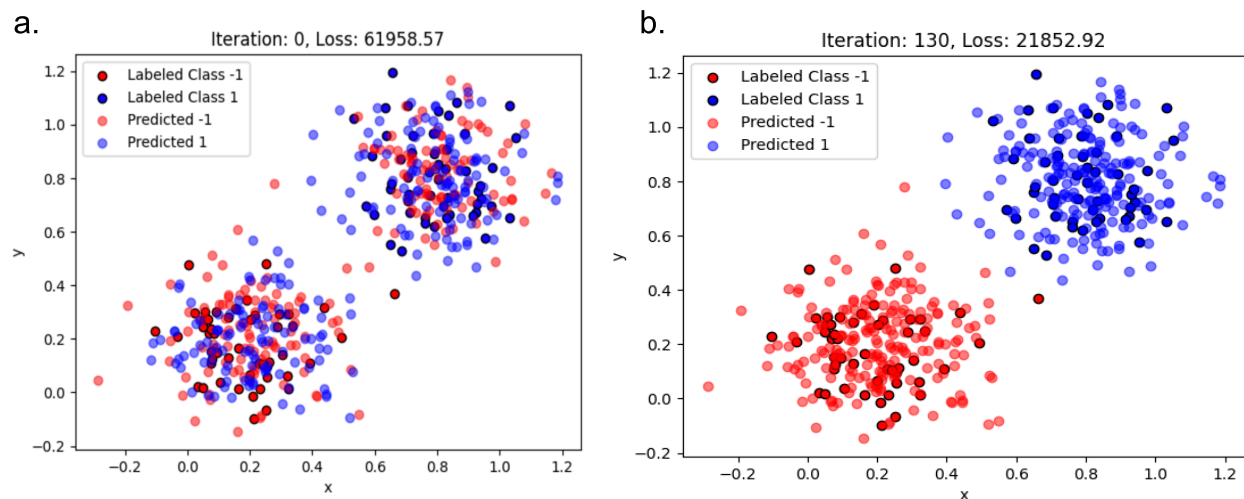 a.
Iteration: 0, Loss: 61958.57
Labeled Class -1
Labeled Class 1
Predicted -1
Predicted 1
1.2
1.0
0.8
0.6
0.4
0.2
0.0
−0.2
y
−0.2 0.0 0.2 0.4 0.6 0.8 1.0 1.2
x
b.
Iteration: 130, Loss: 21852.92
Labeled Class -1
Labeled Class 1
Predicted -1
Predicted 1
1.2
1.0
0.8
0.6
0.4
0.2
0.0
−0.2
y
−0.2 0.0 0.2 0.4 0.6 0.8 1.0 1.2
x